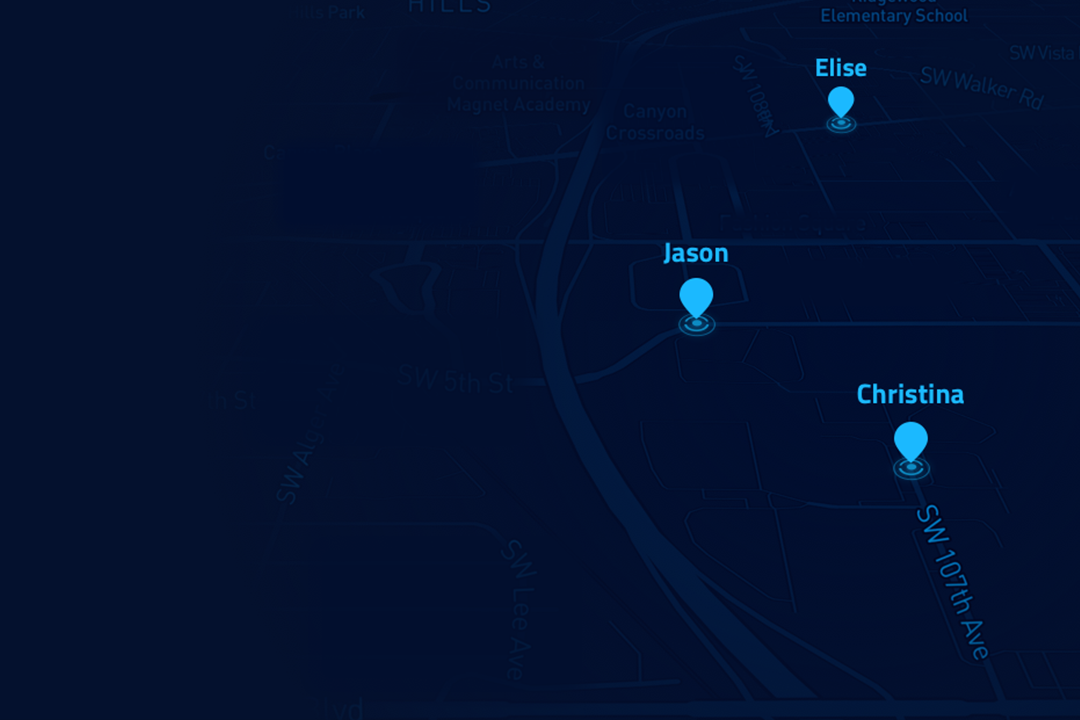 HILLS
Park
Elementary School
Elise
SW Vista
SW Walker Rd
Arts &
Communication
Magnet Academy
Canyon
Crossroads
Jason
SW 5th St
Christina
SW 107th Ave
SW Lee Ave